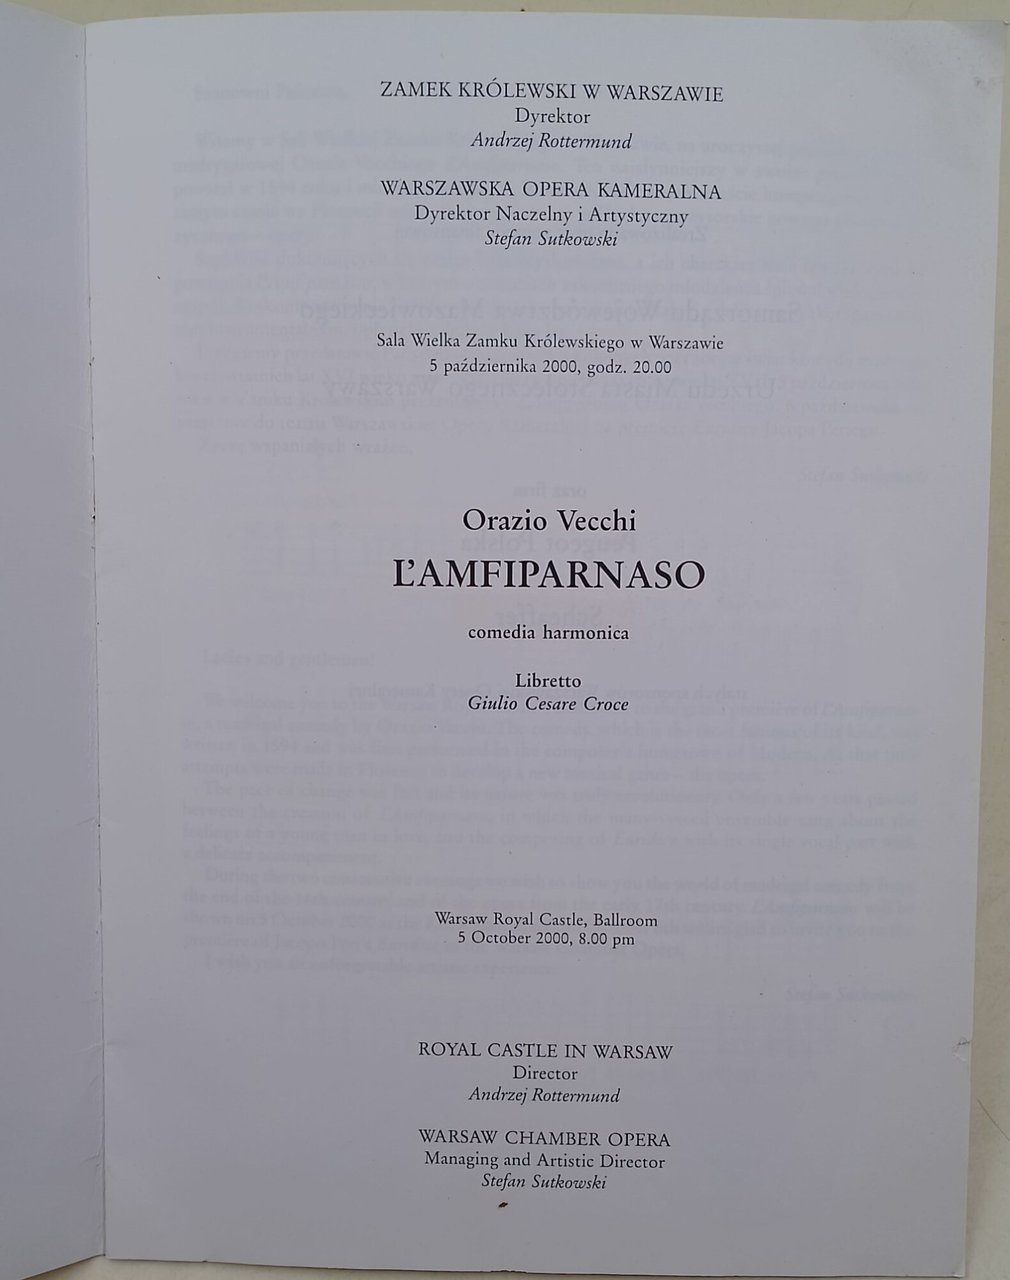 ZAMEK KRÓLEWSKI W WARSZAWIE
Dyrektor
Andrzej Rottermund
WARSZAWSKA OPERA KAMERALNA
Dyrektor Naczelny i Artystyczny
Stefan Sutkowski
Sala Wielka Zamku Królewskiego w Warszawie
5 października 2000, godz. 20.00
Orazio Vecchi
L'AMFIPARNASO
comedia harmonica
Libretto
Giulio Cesare Croce
Warsaw Royal Castle, Ballroom
5 October 2000, 8.00 pm
ROYAL CASTLE IN WARSAW
Director
Andrzej Rottermund
WARSAW CHAMBER OPERA
Managing and Artistic Director
Stefan Sutkowski